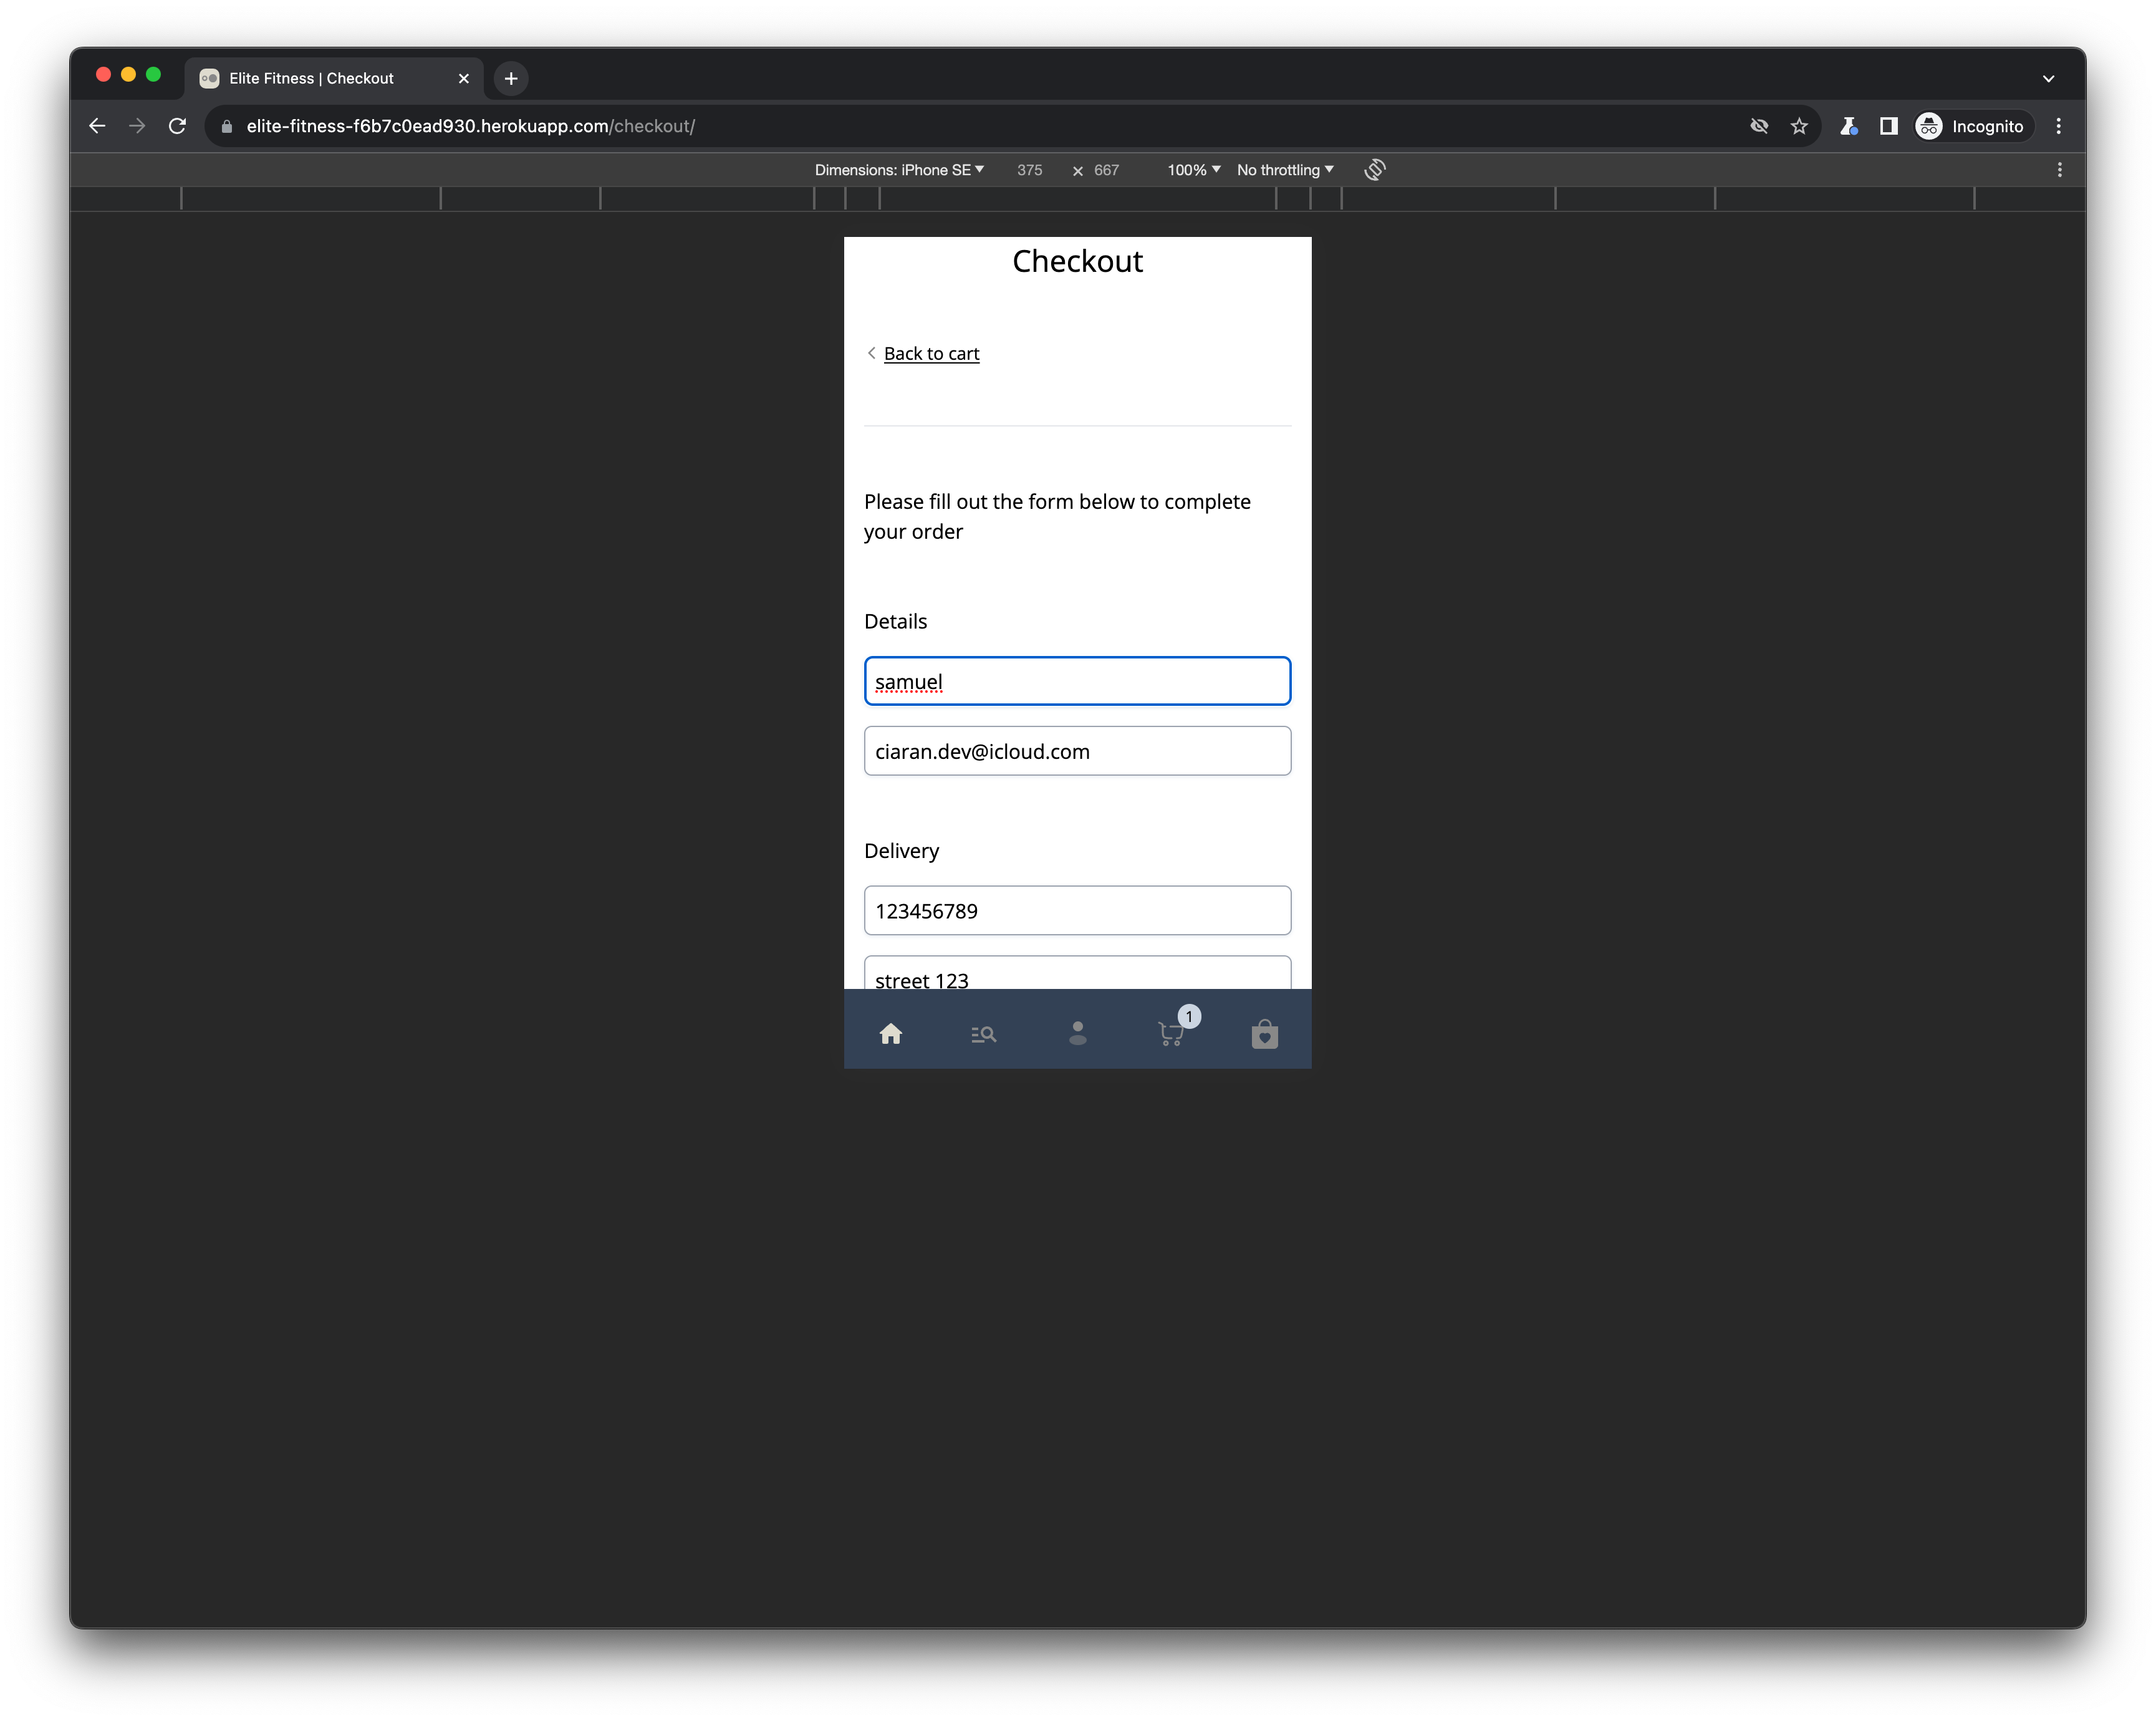 Elite Fitness | Checkout
elite-fitness-f6b7c0ead930.herokuapp.com/checkout/
Incognito
Dimensions: iPhone SE 375 × 667 100% No throttling
Checkout
Back to cart
Please fill out the form below to complete
your order
Details
samuel
ciaran.dev@icloud.com
Delivery
123456789
street 123
1